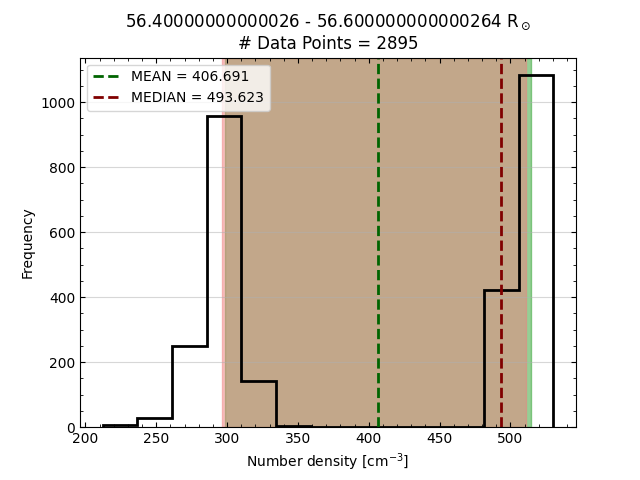 56.40000000000026 - 56.600000000000264 R⊙
# Data Points = 2895
MEAN = 406.691
MEDIAN = 493.623
Frequency
1000
800
600
400
200
0
200 250 300 350 400 450 500
Number density [cm⁻³]